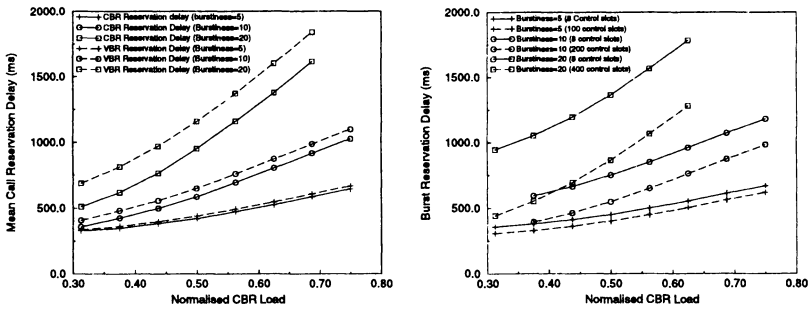 2000.0
1500.0
1000.0
500.0
0.0
Mean Call Reservation Delay (ms)
CBR Reservation delay (burstiness=5)
CBR Reservation Delay (Burstiness=10)
CBR Reservation Delay (Burstiness=20)
VBR Reservation Delay (Burstiness=5)
VBR Reservation Delay (Burstiness=10)
VBR Reservation Delay (Burstiness=20)
0.30 0.40 0.50 0.60 0.70 0.80
Normalised CBR Load
2000.0
1500.0
1000.0
500.0
0.0
Burst Reservation Delay (ms)
Burstiness=5 (8 Control slots)
Burstiness=5 (100 control slots)
Burstiness=10 (8 control slots)
Burstiness=10 (200 control slots)
Burstiness=20 (8 control slots)
Burstiness=20 (400 control slots)
0.30 0.40 0.50 0.60 0.70 0.80
Normalised CBR Load